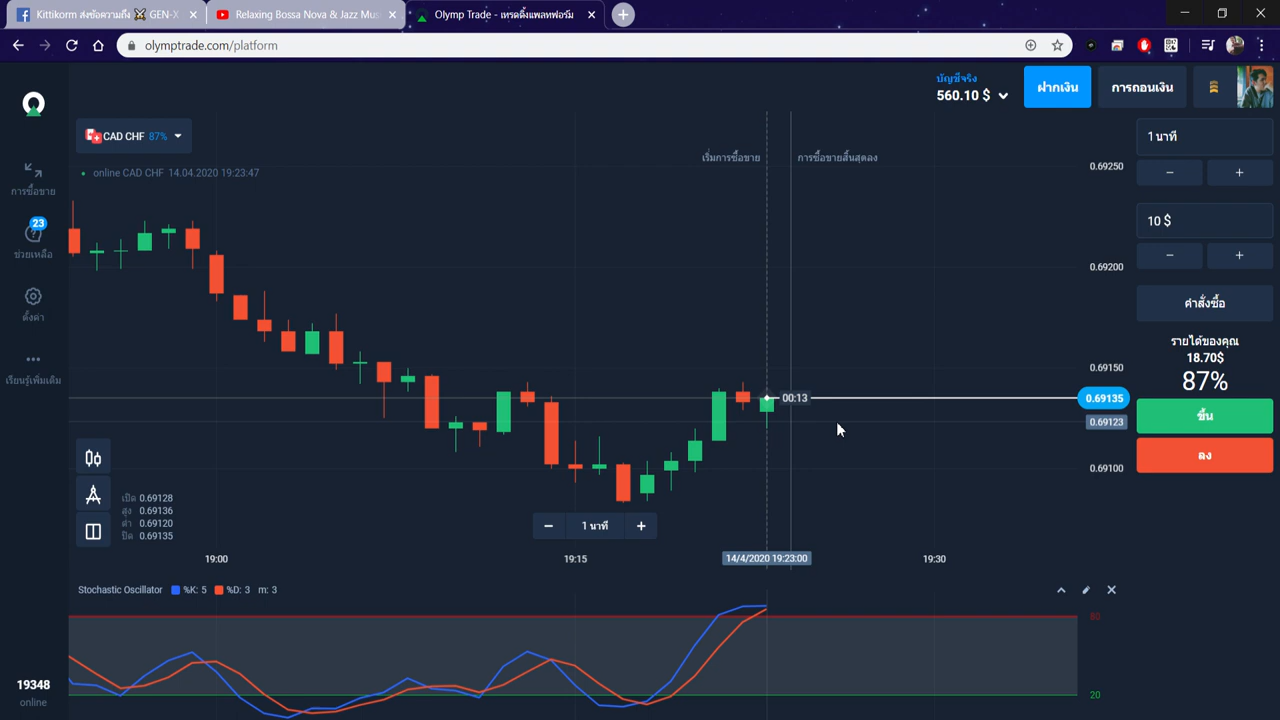 Kittikorm ส่งข้อความถึง ⚔ GEN-X
Relaxing Bossa Nova & Jazz Mus
Olymp Trade - เทรดดิ้งแพลทฟอร์ม
olymptrade.com/platform
บัญชีจริง
560.10 $
ฝากเงิน
การถอนเงิน
CAD CHF 87%
online CAD CHF 14.04.2020 19:23:47
เริ่มการซื้อขาย
การซื้อขายสิ้นสุดลง
การซื้อขาย
23
ช่วยเหลือ
ตั้งค่า
เรียนรู้เพิ่มเติม
0.69250
0.69200
0.69150
0.69135
0.69123
0.69100
00:13
1 นาที
− +
10 $
− +
คำสั่งซื้อ
รายได้ของคุณ
18.70$
87%
ขึ้น
ลง
เปิด 0.69128
สูง 0.69136
ต่ำ 0.69120
ปิด 0.69135
− 1 นาที +
19:00
19:15
14/4/2020 19:23:00
19:30
Stochastic Oscillator %K: 5 %D: 3 m: 3
80
20
19348
online